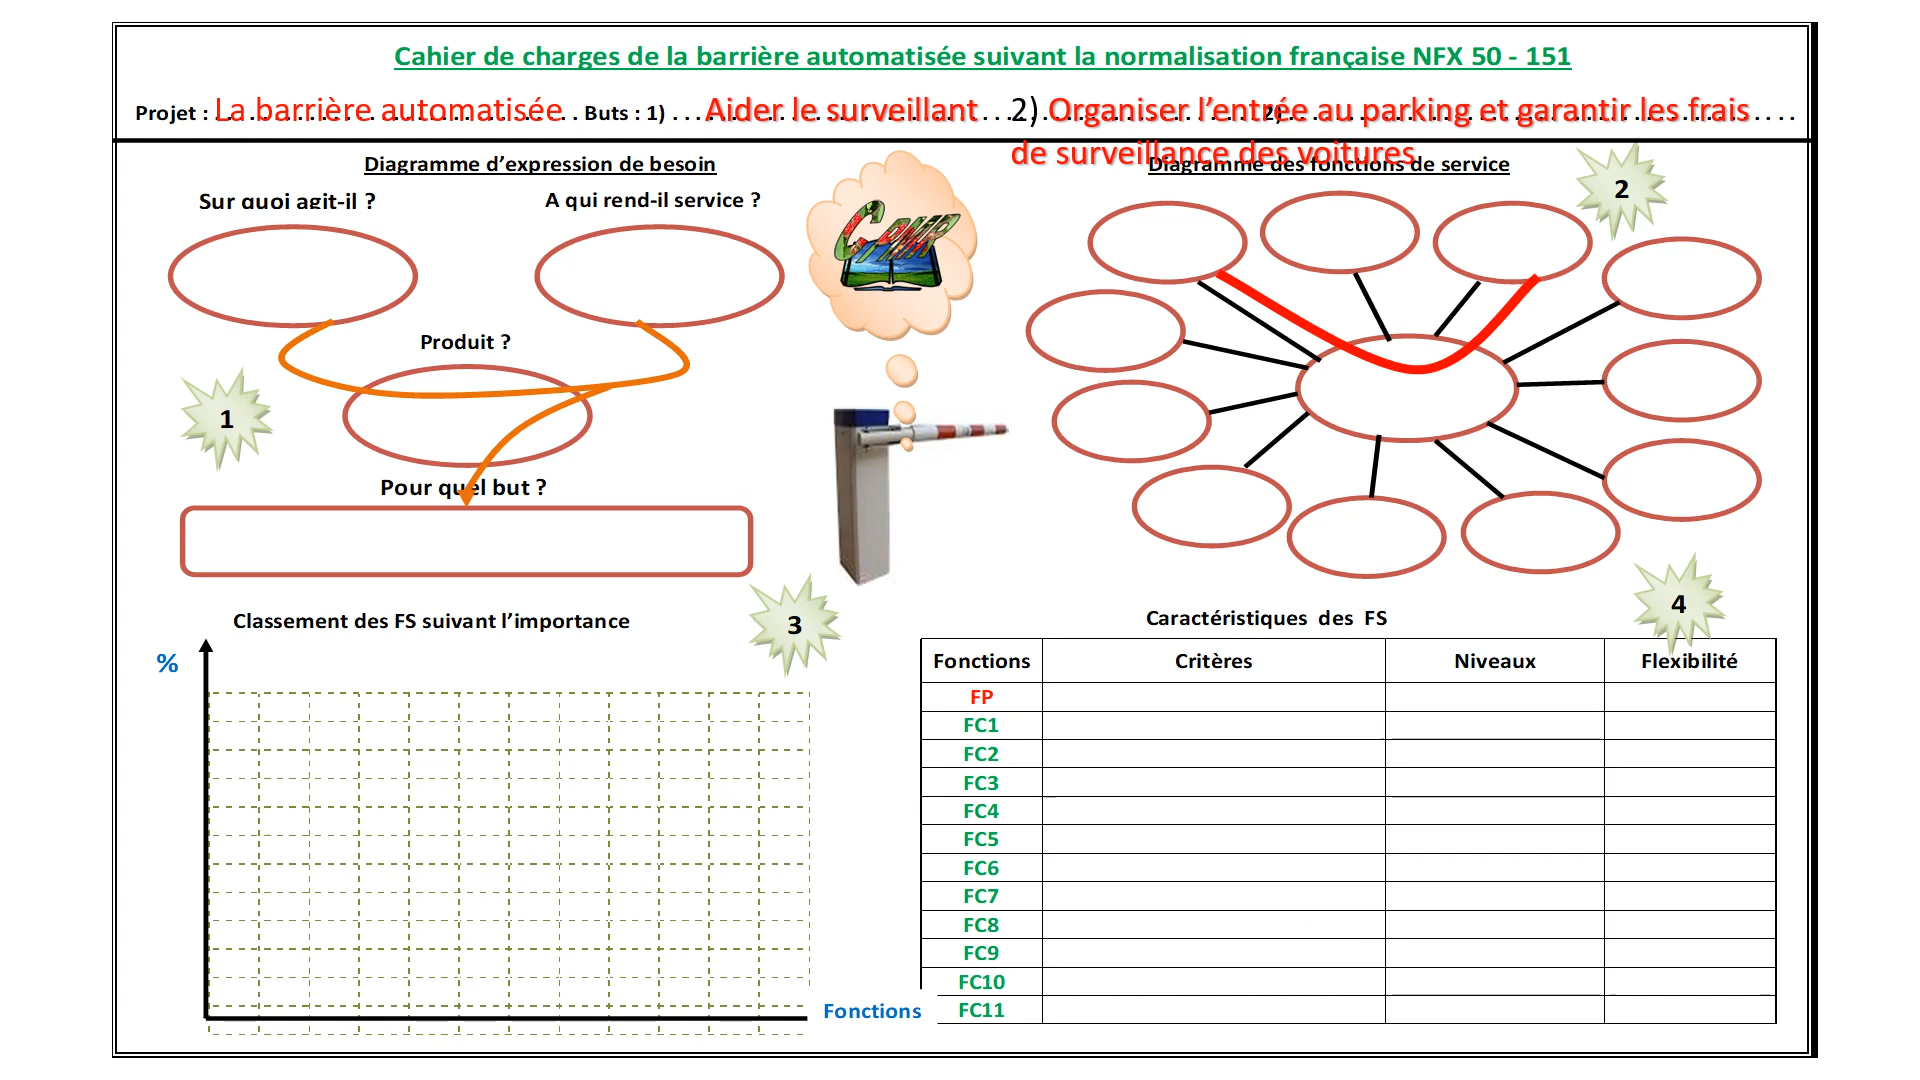 Cahier de charges de la barrière automatisée suivant la normalisation française NFX 50 - 151
Projet : La barrière automatisée . Buts : 1) . . . Aider le surveillant . . . 2) Organiser l’entrée au parking et garantir les frais
de surveillance des voitures
Diagramme d’expression de besoin
Diagramme des fonctions de service
2
Sur quoi agit-il ?
A qui rend-il service ?
CPMR
Produit ?
1
Pour quel but ?
3
Classement des FS suivant l’importance
%
Fonctions
4
Caractéristiques des FS
Fonctions Critères Niveaux Flexibilité
FP
FC1
FC2
FC3
FC4
FC5
FC6
FC7
FC8
FC9
FC10
FC11